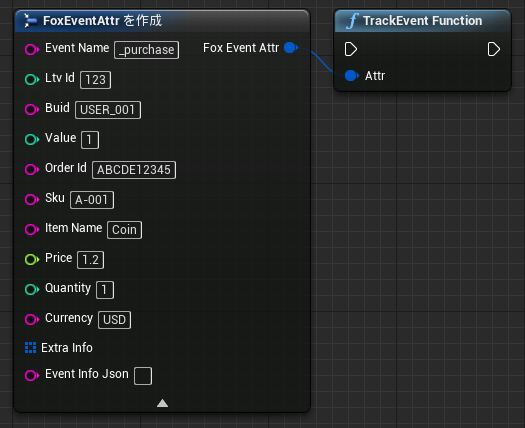 FoxEventAttr を作成
Event Name _purchase Fox Event Attr
Ltv Id 123
Buid USER_001
Value 1
Order Id ABCDE12345
Sku A-001
Item Name Coin
Price 1.2
Quantity 1
Currency USD
Extra Info
Event Info Json
f TrackEvent Function
Attr